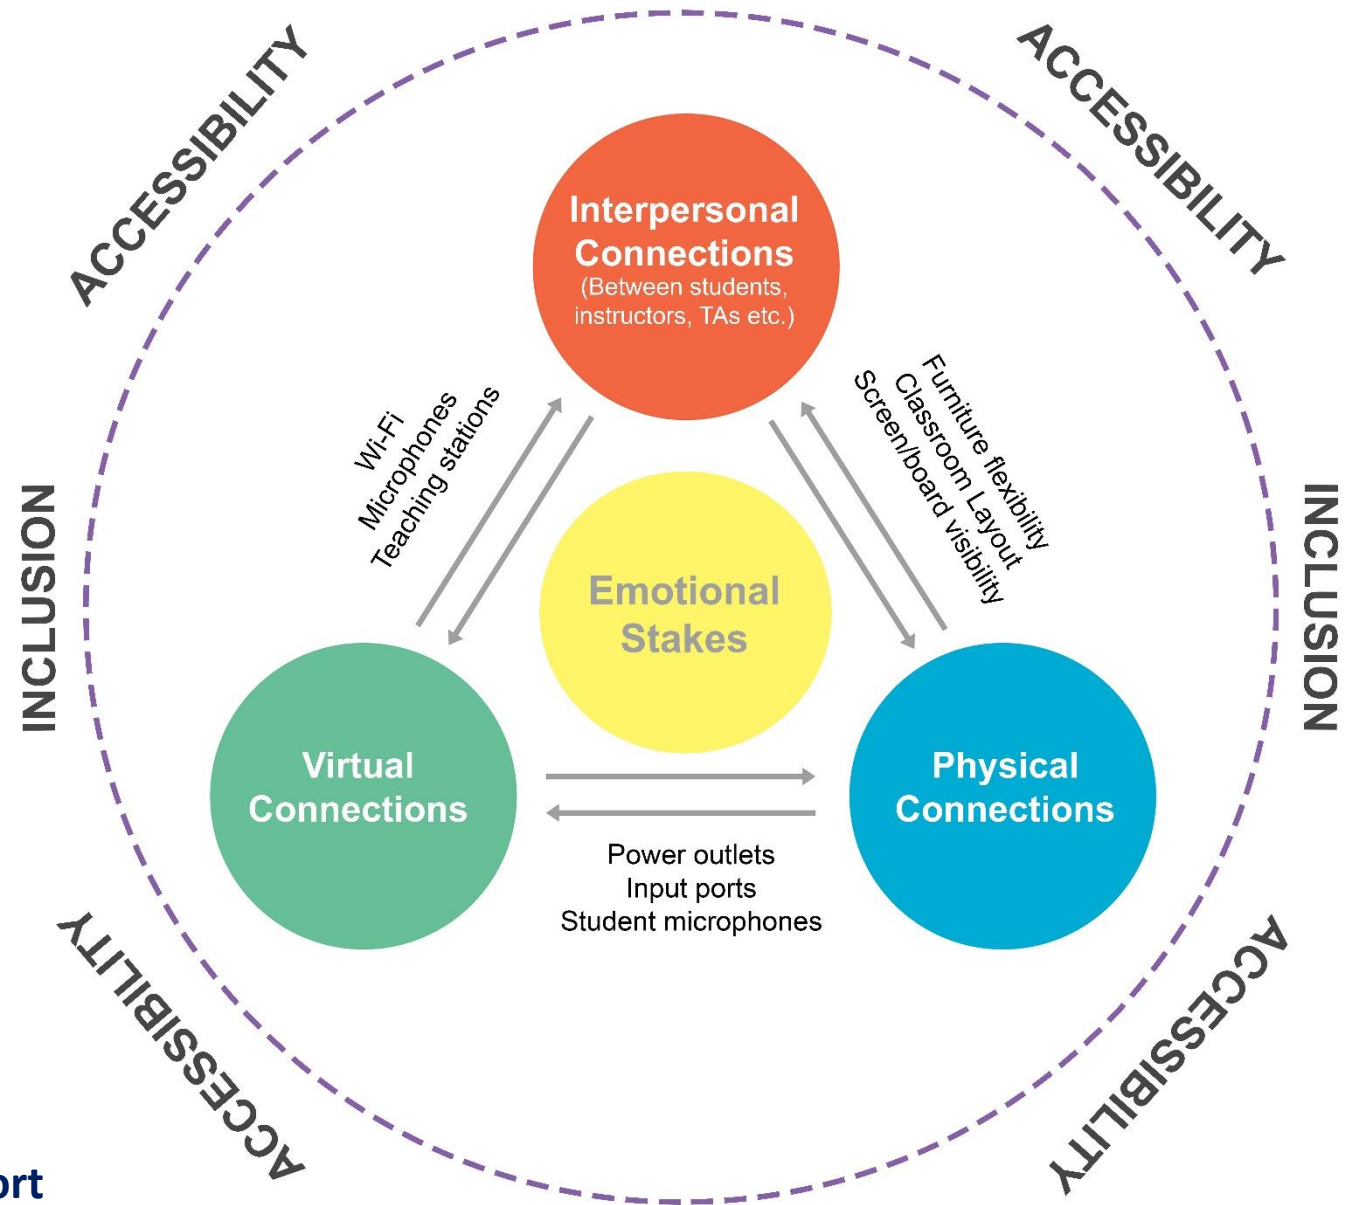 ACCESSIBILITY
ACCESSIBILITY
Interpersonal
Connections
(Between students,
instructors, TAs etc.)
Wi-Fi
Microphones
Teaching stations
Furniture flexibility
Classroom Layout
Screen/board visibility
INCLUSION
INCLUSION
Emotional
Stakes
Virtual
Connections
Physical
Connections
Power outlets
Input ports
Student microphones
ACCESSIBILITY
ACCESSIBILITY